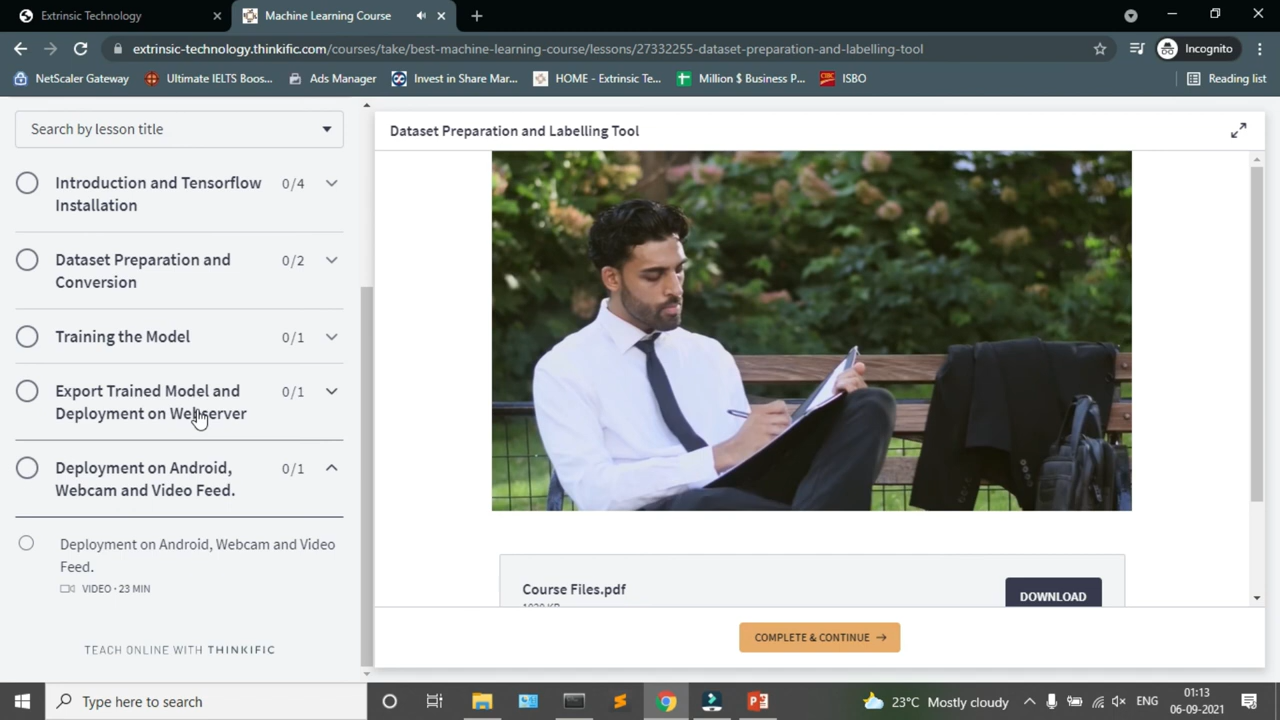 Extrinsic Technology
Machine Learning Course
extrinsic-technology.thinkific.com/courses/take/best-machine-learning-course/lessons/27332255-dataset-preparation-and-labelling-tool
Incognito
NetScaler Gateway
Ultimate IELTS Boos...
Ads Manager
Invest in Share Mar...
HOME - Extrinsic Te...
Million $ Business P...
CIBC
ISBO
Reading list
Search by lesson title
Introduction and Tensorflow
Installation
0/4
Dataset Preparation and
Conversion
0/2
Training the Model
0/1
Export Trained Model and
Deployment on Webserver
0/1
Deployment on Android,
Webcam and Video Feed.
0/1
Deployment on Android, Webcam and Video
Feed.
VIDEO · 23 MIN
TEACH ONLINE WITH THINKIFIC
Dataset Preparation and Labelling Tool
Course Files.pdf
DOWNLOAD
COMPLETE & CONTINUE →
Type here to search
23°C Mostly cloudy
ENG
01:13
06-09-2021